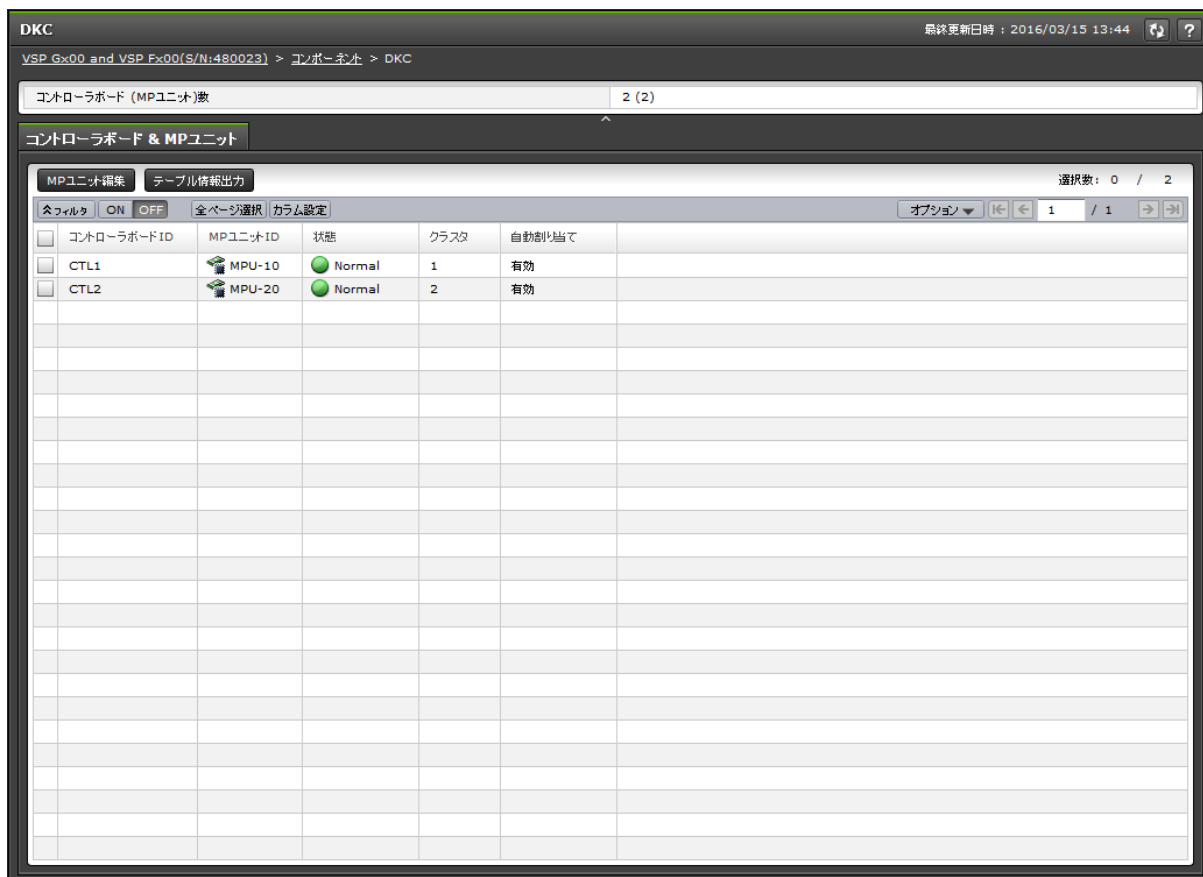 DKC 最終更新日時 : 2016/03/15 13:44 ?
VSP Gx00 and VSP Fx00(S/N:480023) > コンポーネント > DKC
コントローラボード (MPユニット)数 2 (2)
コントローラボード & MPユニット
MPユニット編集 テーブル情報出力 選択数: 0 / 2
フィルタ ON OFF 全ページ選択 カラム設定 オプション 1 / 1
コントローラボードID MPユニットID 状態 クラスタ 自動割り当て
CTL1 MPU-10 Normal 1 有効
CTL2 MPU-20 Normal 2 有効